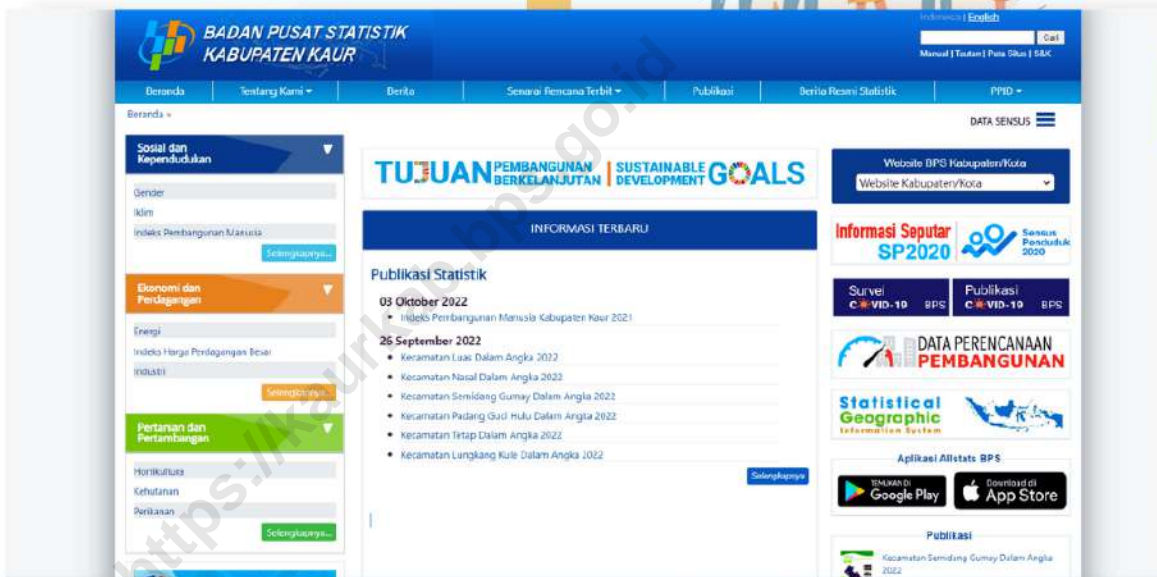 BADAN PUSAT STATISTIK
KABUPATEN KAUR
Indonesia | English
Cari
Manual | Tautan | Peta Situs | S&K
Beranda
Tentang Kami
Berita
Senarai Rencana Terbit
Publikasi
Berita Resmi Statistik
PPID
Beranda »
DATA SENSUS
Sosial dan
Kependudukan
Gender
Iklim
Indeks Pembangunan Manusia
Selengkapnya...
Ekonomi dan
Perdagangan
Energi
Indeks Harga Perdagangan Besar
Industri
Selengkapnya...
Pertanian dan
Pertambangan
Hortikultura
Kehutanan
Perikanan
Selengkapnya...
TUJUAN PEMBANGUNAN BERKELANJUTAN | SUSTAINABLE DEVELOPMENT GOALS
INFORMASI TERBARU
Publikasi Statistik
03 Oktober 2022
Indeks Pembangunan Manusia Kabupaten Kaur 2021
26 September 2022
Kecamatan Luas Dalam Angka 2022
Kecamatan Nasal Dalam Angka 2022
Kecamatan Semidang Gumay Dalam Angka 2022
Kecamatan Padang Guci Hulu Dalam Angka 2022
Kecamatan Tetap Dalam Angka 2022
Kecamatan Lungkang Kule Dalam Angka 2022
Selengkapnya
Website BPS Kabupaten/Kota
Website Kabupaten/Kota
Informasi Seputar
SP2020
Sensus
Penduduk
2020
Survei
COVID-19 BPS
Publikasi
COVID-19 BPS
DATA PERENCANAAN
PEMBANGUNAN
Statistical
Geographic
Information System
Aplikasi Allstats BPS
TEMUKAN DI
Google Play
Download di
App Store
Publikasi
Kecamatan Semidang Gumay Dalam Angka
2022
https://kaurkab.bps.go.id